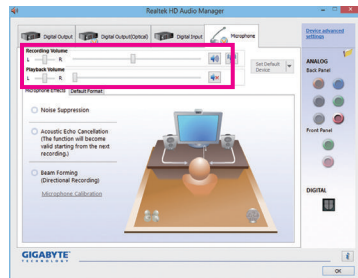 Realtek HD Audio Manager
Digital Output
Digital Output(Optical)
Digital Input
Microphone
Device advanced
settings
Recording Volume
L
R
Set Default
Device
Playback Volume
L
R
ANALOG
Back Panel
Microphone Effects
Default Format
Noise Suppression
Acoustic Echo Cancellation
(The function will become
valid starting from the next
recording.)
Front Panel
Beam Forming
(Directional Recording)
Microphone Calibration
DIGITAL
GIGABYTE
TECHNOLOGY
i
OK